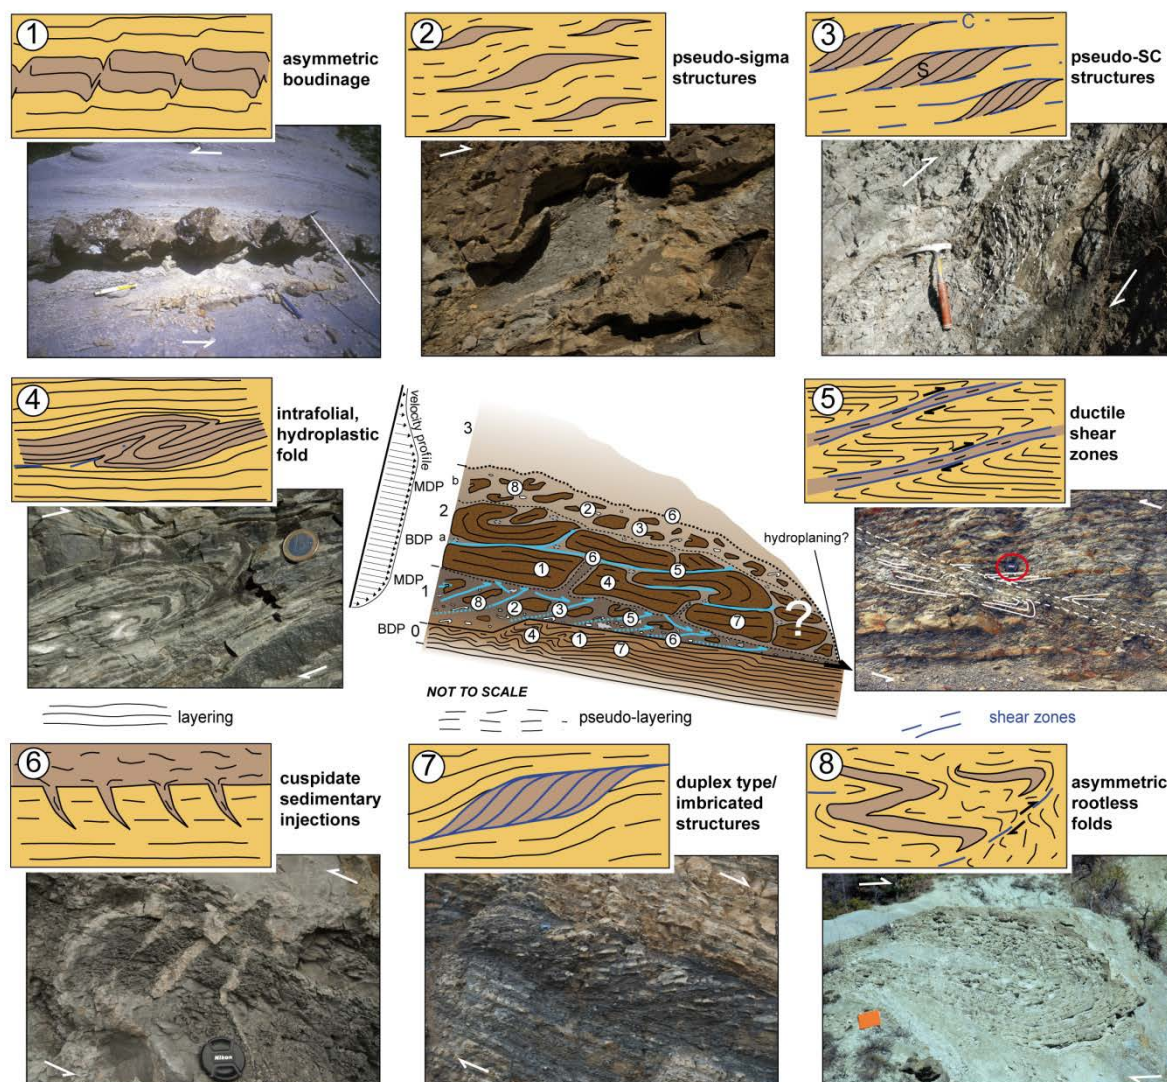 1
asymmetric
boudinage
2
pseudo-sigma
structures
3
C
S
pseudo-SC
structures
4
intrafolial,
hydroplastic
fold
velocity profile
3
MDP b
2
BDP a
MDP
1
BDP 0
8
2
3
6
hydroplaning?
6
5
1
4
8
2
3
5
7
?
6
4
1
7
NOT TO SCALE
5
ductile
shear
zones
layering
pseudo-layering
shear zones
6
cuspidate
sedimentary
injections
Nikon
7
duplex type/
imbricated
structures
8
asymmetric
rootless
folds